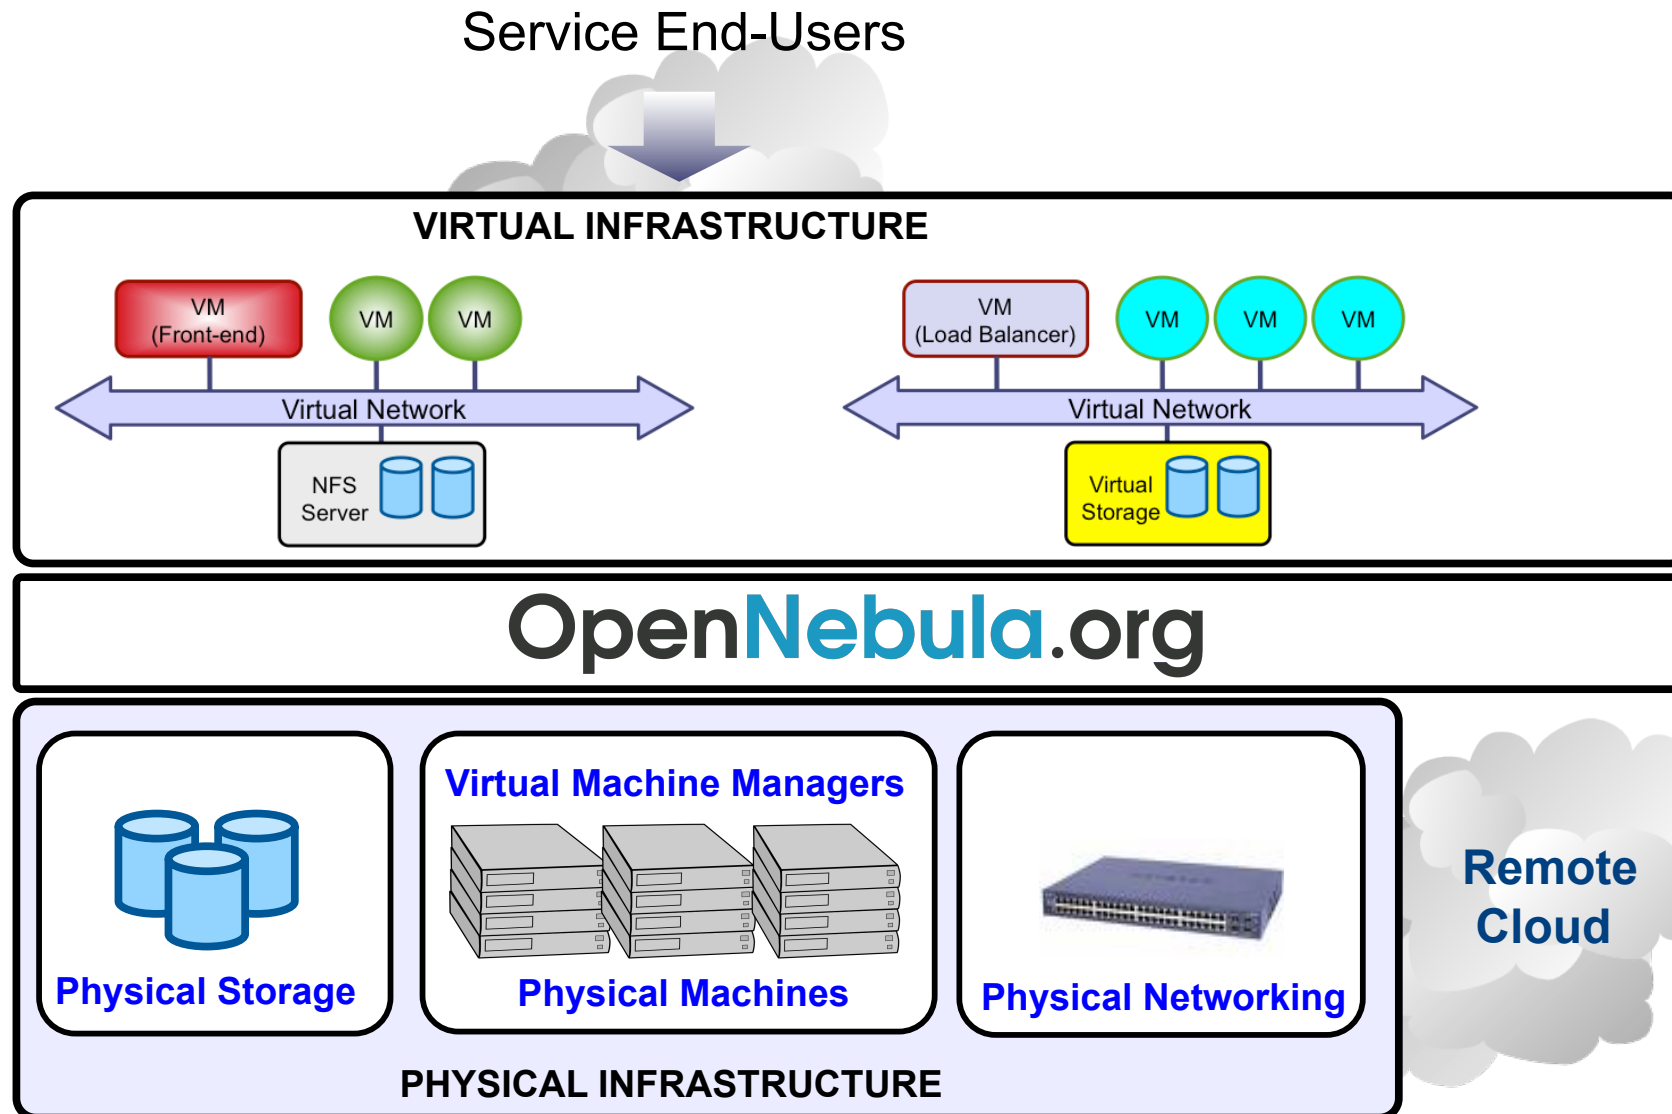 Service End-Users
VIRTUAL INFRASTRUCTURE
VM
(Front-end)
VM
VM
Virtual Network
NFS
Server
VM
(Load Balancer)
VM
VM
VM
Virtual Network
Virtual
Storage
OpenNebula.org
Physical Storage
Virtual Machine Managers
Physical Machines
Physical Networking
Remote
Cloud
PHYSICAL INFRASTRUCTURE